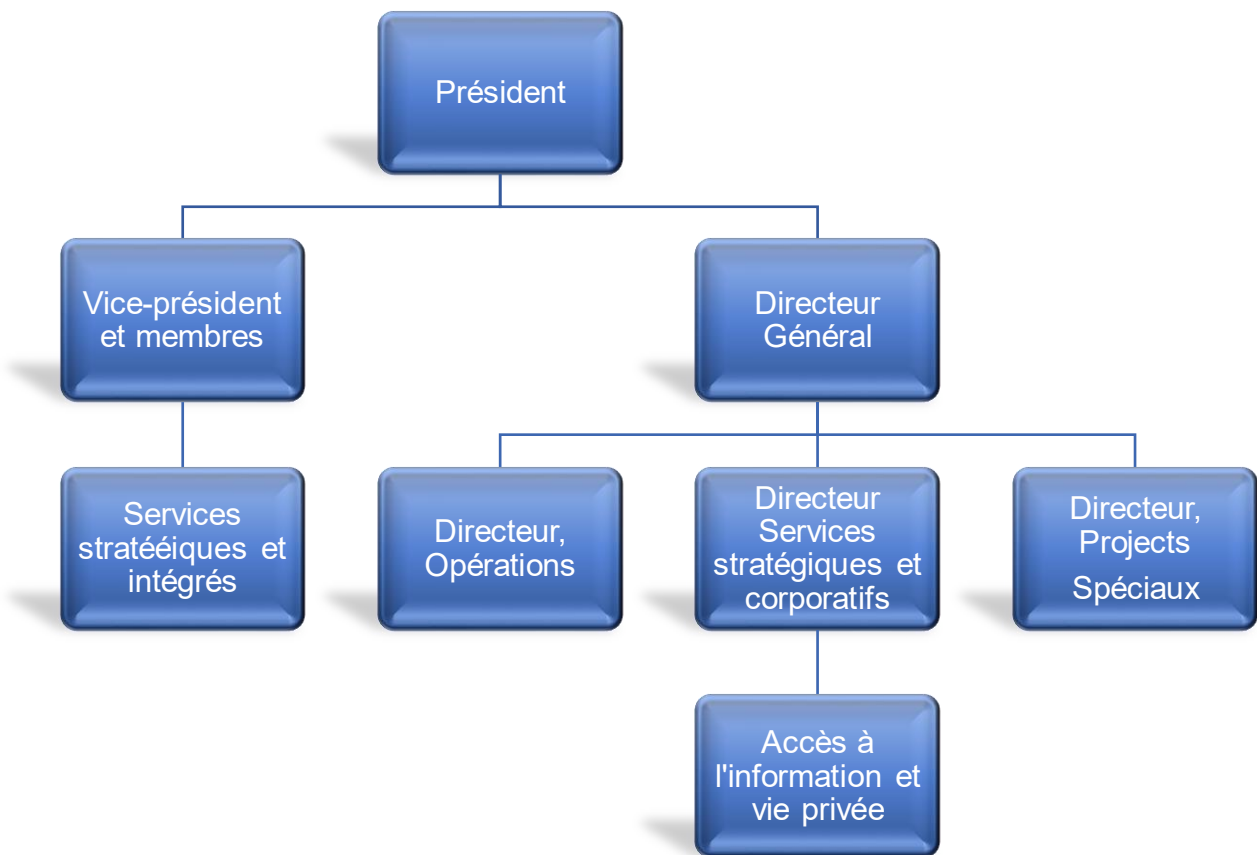 Président
Vice-président
et membres
Directeur
Général
Services
stratééiques et
intégrés
Directeur,
Opérations
Directeur
Services
stratégiques et
corporatifs
Directeur,
Projects
Spéciaux
Accès à
l'information et
vie privée